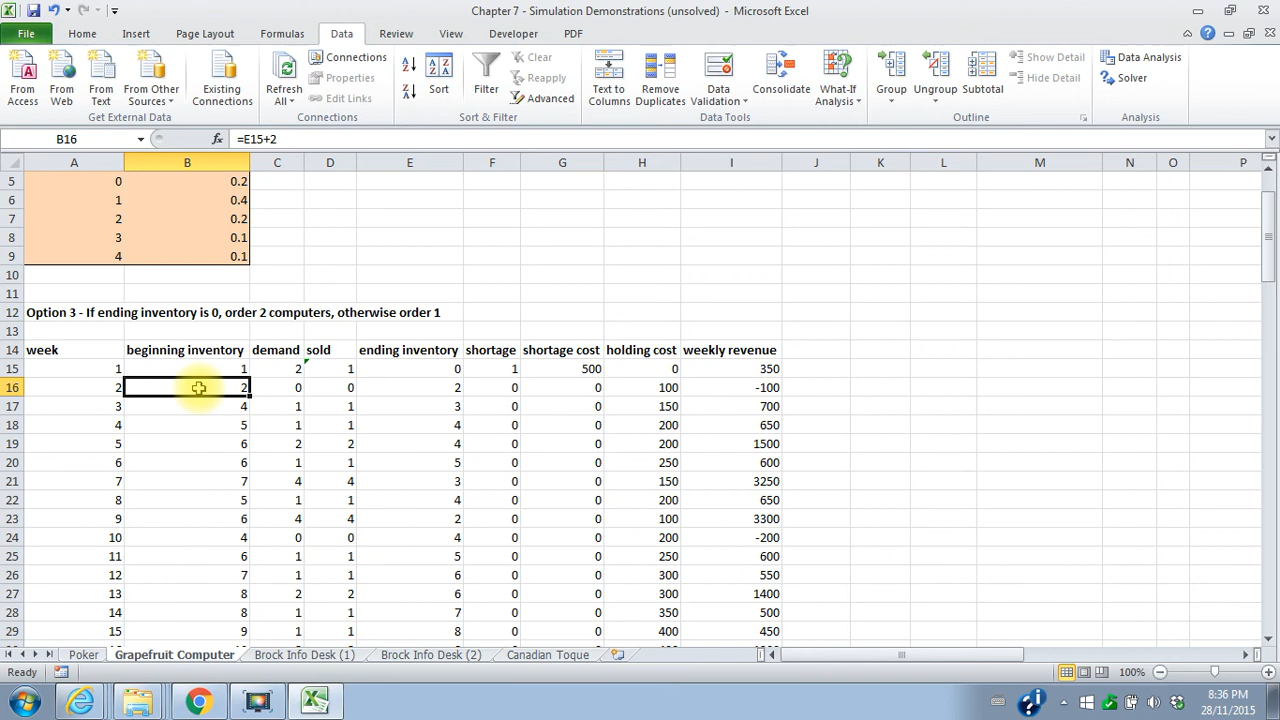 Chapter 7 - Simulation Demonstrations (unsolved) - Microsoft Excel
File Home Insert Page Layout Formulas Data Review View Developer PDF
From Access From Web From Text From Other Sources Existing Connections Refresh All Connections Properties Edit Links Sort Filter Clear Reapply Advanced Text to Columns Remove Duplicates Data Validation Consolidate What-If Analysis Group Ungroup Subtotal Show Detail Hide Detail Data Analysis Solver
Get External Data Connections Sort & Filter Data Tools Outline Analysis
B16 fx =E15+2
A B C D E F G H I J K L M N O P
5 0 0.2
6 1 0.4
7 2 0.2
8 3 0.1
9 4 0.1
10
11
12 Option 3 - If ending inventory is 0, order 2 computers, otherwise order 1
13
14 week beginning inventory demand sold ending inventory shortage shortage cost holding cost weekly revenue
15 1 1 2 1 0 1 500 0 350
16 2 2 0 0 2 0 0 100 -100
17 3 4 1 1 3 0 0 150 700
18 4 5 1 1 4 0 0 200 650
19 5 6 2 2 4 0 0 200 1500
20 6 6 1 1 5 0 0 250 600
21 7 7 4 4 3 0 0 150 3250
22 8 5 1 1 4 0 0 200 650
23 9 6 4 4 2 0 0 100 3300
24 10 4 0 0 4 0 0 200 -200
25 11 6 1 1 5 0 0 250 600
26 12 7 1 1 6 0 0 300 550
27 13 8 2 2 6 0 0 300 1400
28 14 8 1 1 7 0 0 350 500
29 15 9 1 1 8 0 0 400 450
Poker Grapefruit Computer Brock Info Desk (1) Brock Info Desk (2) Canadian Toque
Ready 100%
8:36 PM
28/11/2015